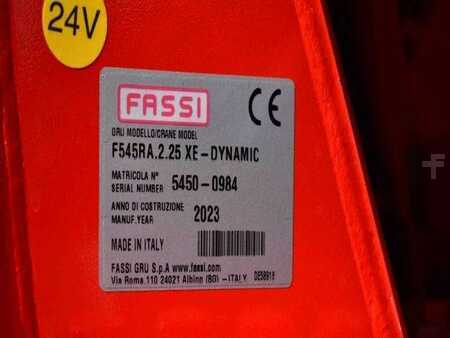 24V
FASSI
CE
GRU MODELLO/CRANE MODEL
F545RA.2.25 XE-DYNAMIC
MATRICOLA N°
SERIAL NUMBER 5450-0984
ANNO DI COSTRUZIONE
MANUF.YEAR 2023
MADE IN ITALY
FASSI GRU S.p.A www.fassi.com
Via Roma 110 24021 Albino (BG) - ITALY DE58918
f